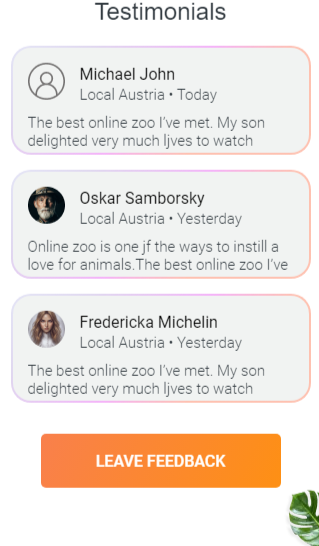 Testimonials
Michael John
Local Austria • Today
The best online zoo I’ve met. My son
delighted very much ljves to watch
Oskar Samborsky
Local Austria • Yesterday
Online zoo is one jf the ways to instill a
love for animals.The best online zoo I’ve
Fredericka Michelin
Local Austria • Yesterday
The best online zoo I’ve met. My son
delighted very much ljves to watch
LEAVE FEEDBACK